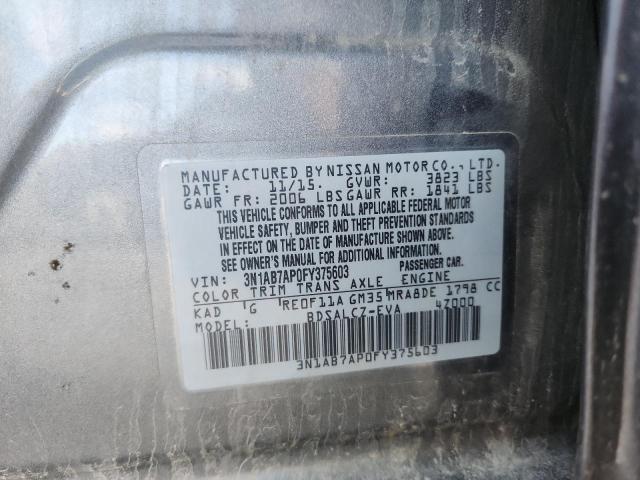 MANUFACTURED BY NISSAN MOTOR CO., LTD.
DATE: 11/15. GVWR: 3823 LBS
GAWR FR: 2006 LBS GAWR RR: 1841 LBS
THIS VEHICLE CONFORMS TO ALL APPLICABLE FEDERAL MOTOR
VEHICLE SAFETY, BUMPER AND THEFT PREVENTION STANDARDS
IN EFFECT ON THE DATE OF MANUFACTURE SHOWN ABOVE.
SEE OWNER'S MANUAL FOR ADDITIONAL INFORMATION
VIN: 3N1AB7AP0FY375603 PASSENGER CAR.
COLOR TRIM TRANS AXLE ENGINE
KAD G RE0F11A GM35 MRA8DE 1798 CC
MODEL: BDSALCZ-EVA 47000
3N1AB7AP0FY375603